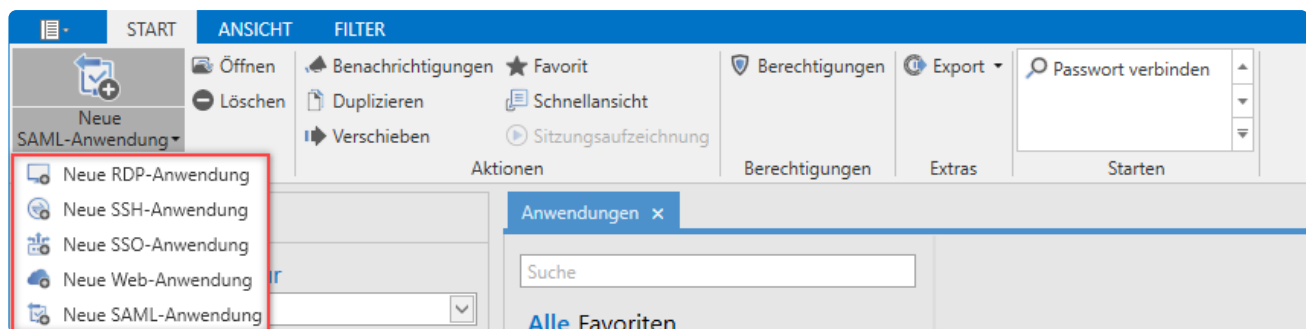 START ANSICHT FILTER
Neue
SAML-Anwendung
Öffnen
Löschen
Benachrichtigungen
Duplizieren
Verschieben
Favorit
Schnellansicht
Sitzungsaufzeichnung
Aktionen
Berechtigungen
Berechtigungen
Export
Extras
Passwort verbinden
Starten
Neue RDP-Anwendung
Neue SSH-Anwendung
Neue SSO-Anwendung
Neue Web-Anwendung
Neue SAML-Anwendung
Anwendungen ×
Suche
Alle Favoriten